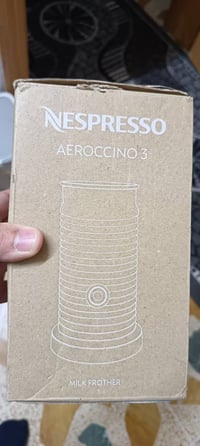 NESPRESSO
AEROCCINO 3
MILK FROTHER